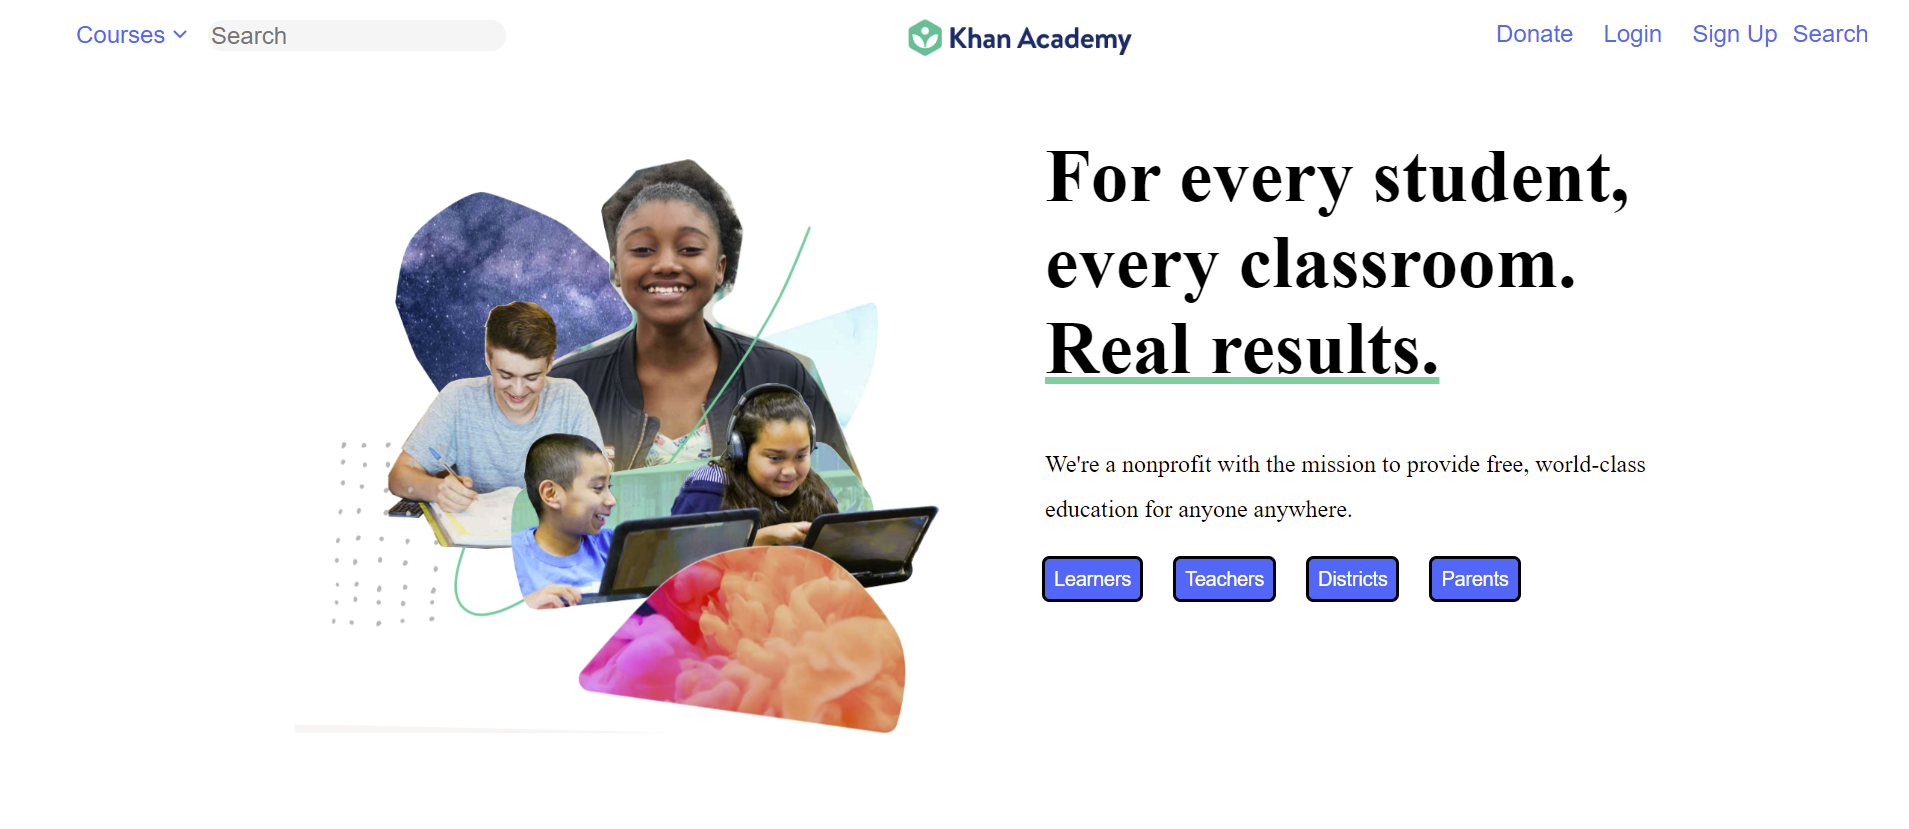 Courses Search Khan Academy Donate Login Sign Up Search
For every student,
every classroom.
Real results.
We're a nonprofit with the mission to provide free, world-class
education for anyone anywhere.
Learners Teachers Districts Parents